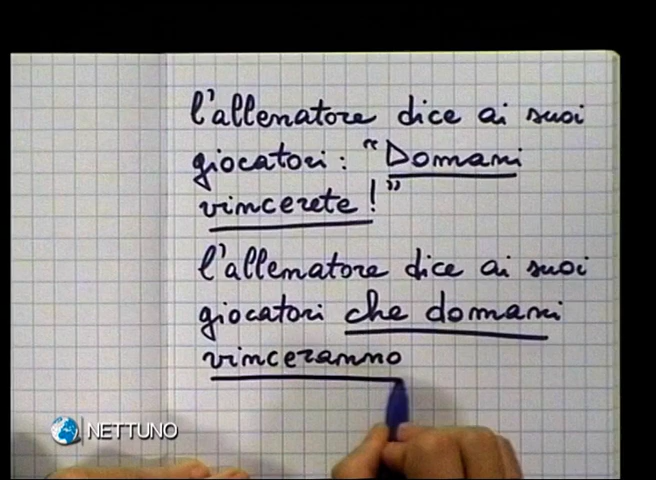 l'allenatore dice ai suoi
giocatori: "Domani
vincerete!"
l'allenatore dice ai suoi
giocatori che domani
vinceranno
NETTUNO